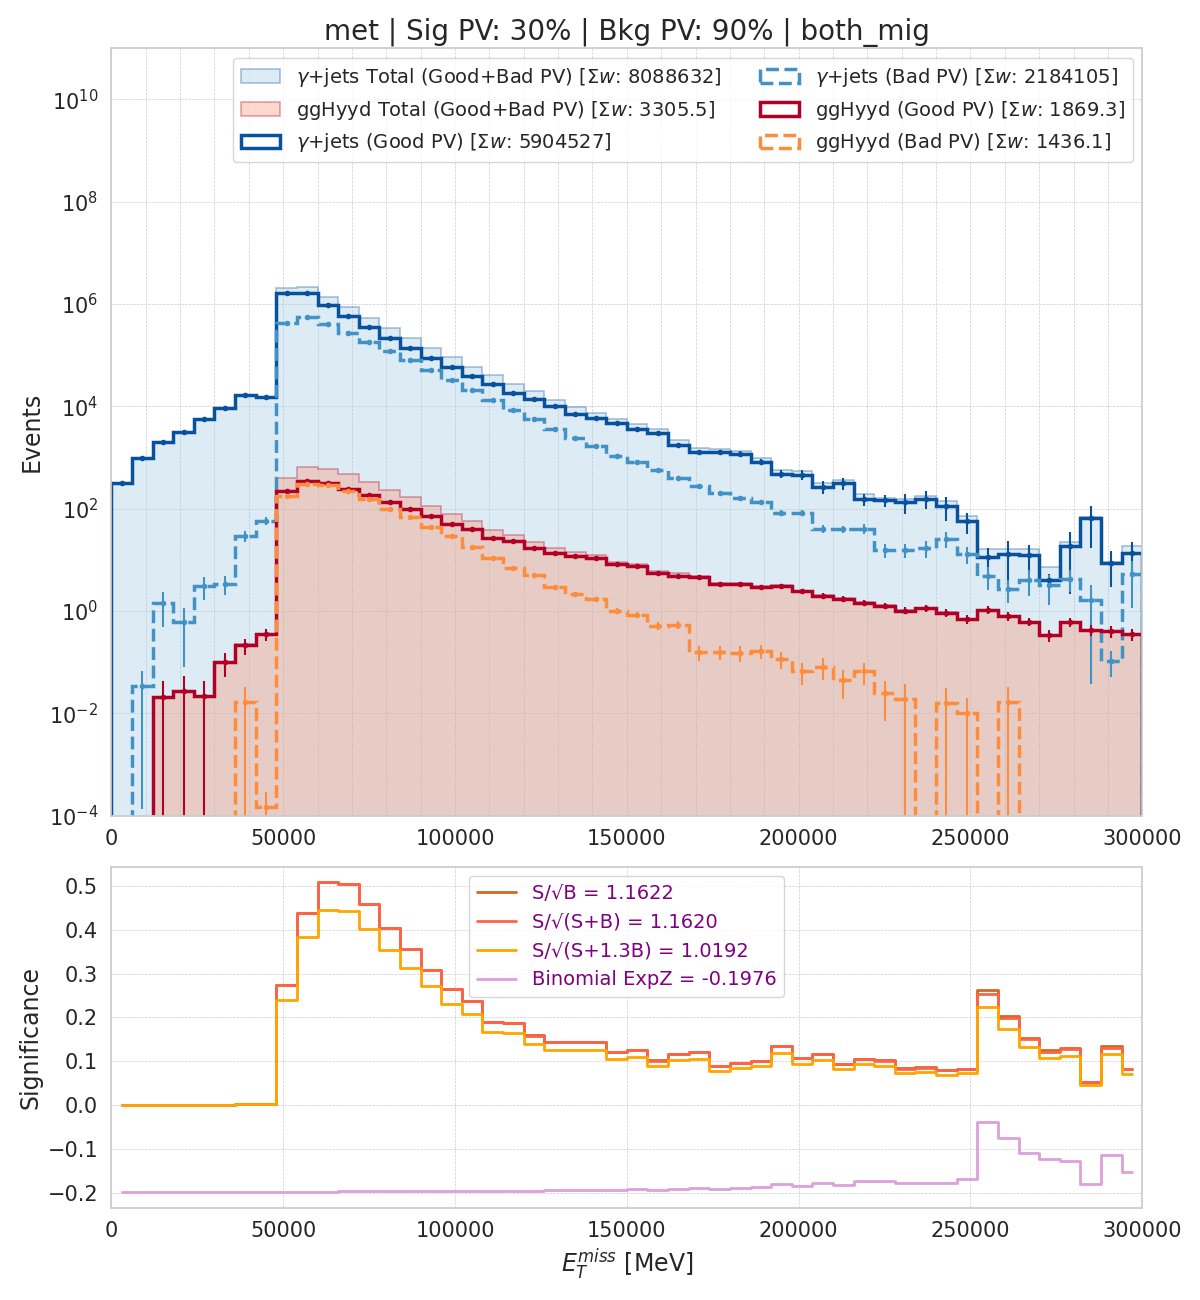 met | Sig PV: 30% | Bkg PV: 90% | both_mig
γ+jets Total (Good+Bad PV) [Σw: 8088632]
ggHyyd Total (Good+Bad PV) [Σw: 3305.5]
γ+jets (Good PV) [Σw: 5904527]
γ+jets (Bad PV) [Σw: 2184105]
ggHyyd (Good PV) [Σw: 1869.3]
ggHyyd (Bad PV) [Σw: 1436.1]
Events
10^10
10^8
10^6
10^4
10^2
10^0
10^−2
10^−4
0 50000 100000 150000 200000 250000 300000
S/√B = 1.1622
S/√(S+B) = 1.1620
S/√(S+1.3B) = 1.0192
Binomial ExpZ = -0.1976
Significance
0.5
0.4
0.3
0.2
0.1
0.0
−0.1
−0.2
0 50000 100000 150000 200000 250000 300000
E_T^miss [MeV]